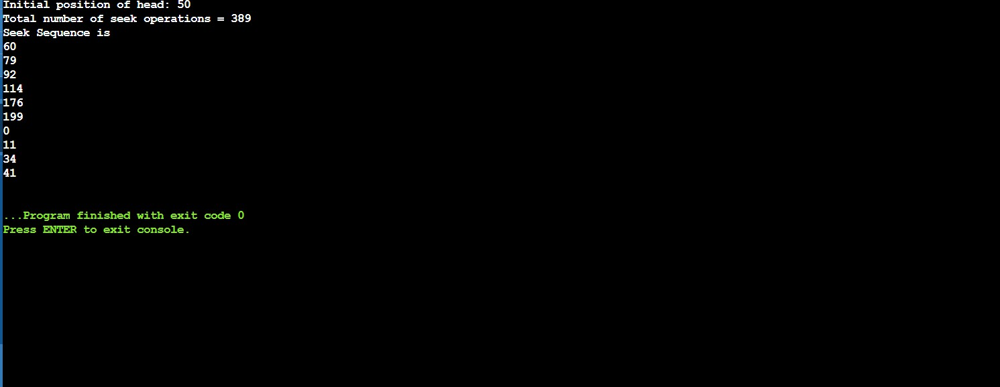 Initial position of head: 50
Total number of seek operations = 389
Seek Sequence is
60
79
92
114
176
199
0
11
34
41
...Program finished with exit code 0
Press ENTER to exit console.